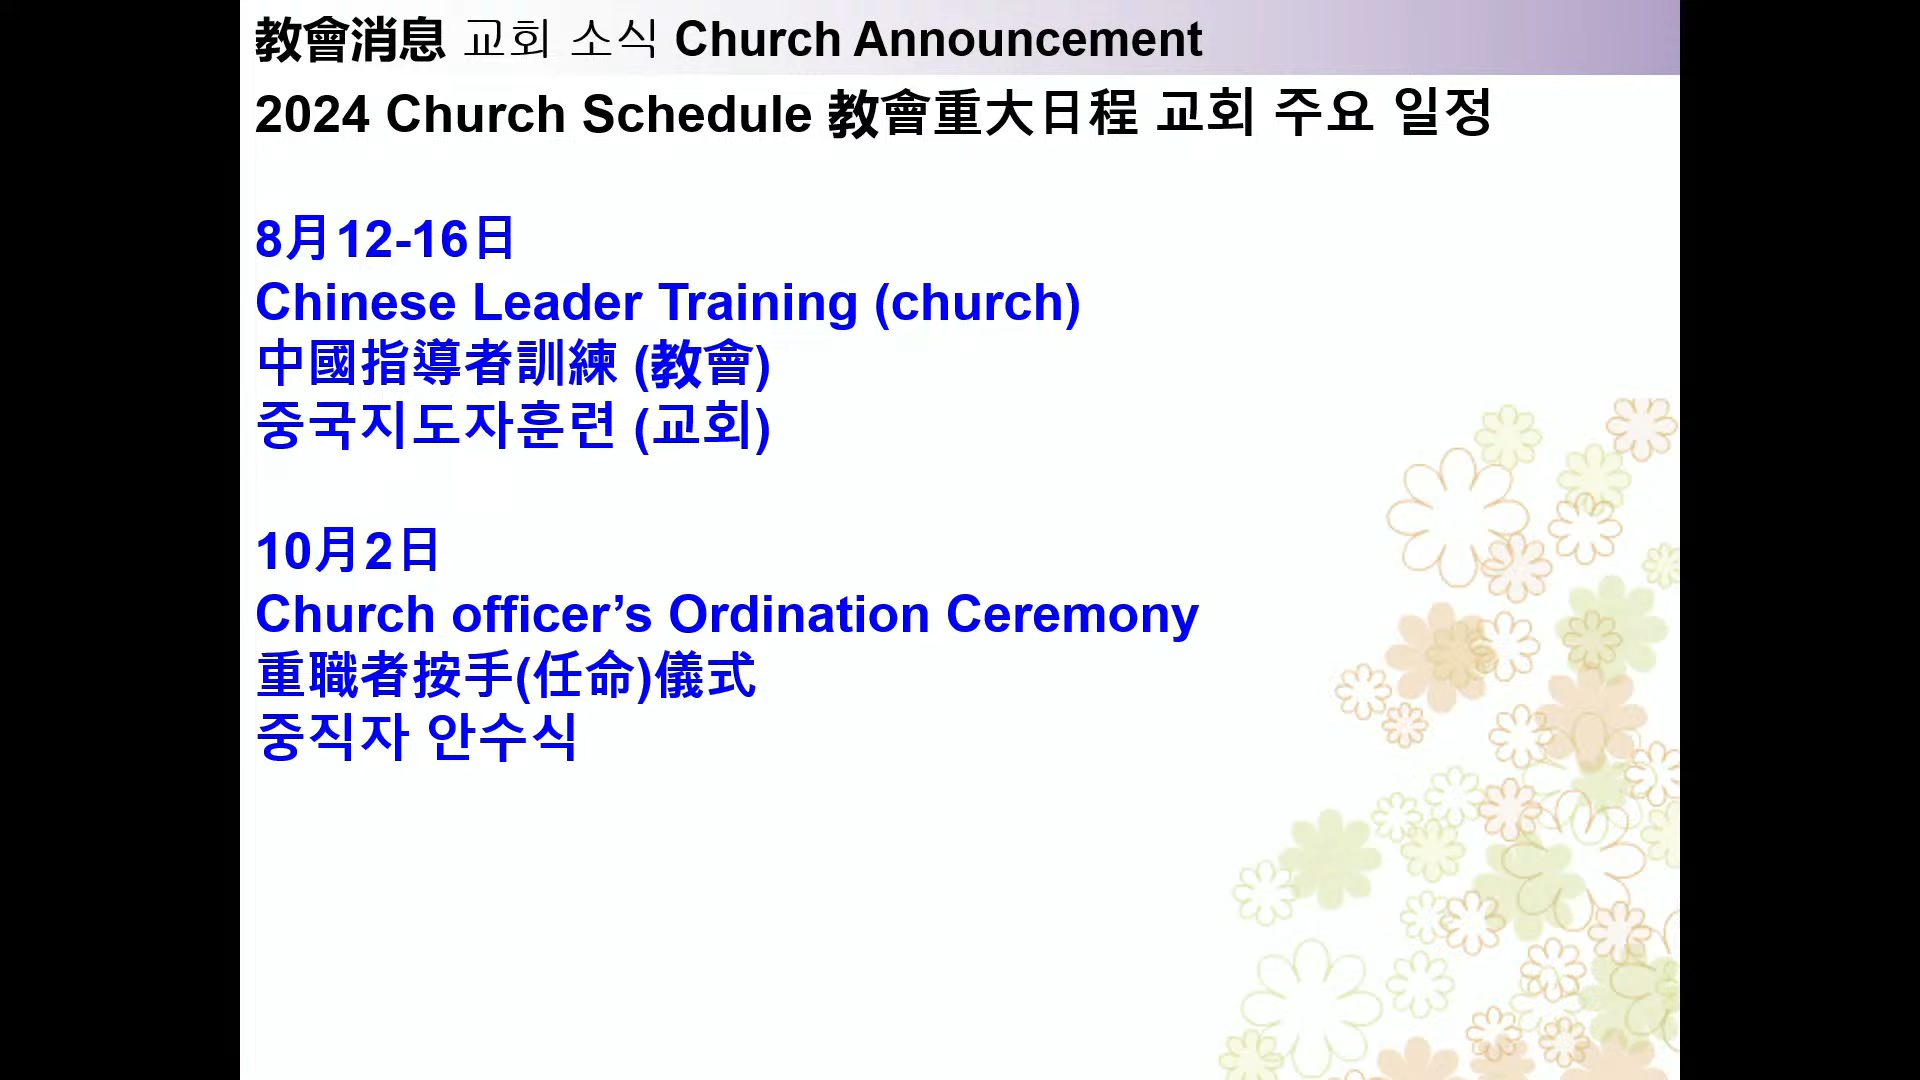 教會消息 교회 소식 Church Announcement
2024 Church Schedule 教會重大日程 교회 주요 일정
8月12-16日
Chinese Leader Training (church)
中國指導者訓練 (教會)
중국지도자훈련 (교회)
10月2日
Church officer’s Ordination Ceremony
重職者按手(任命)儀式
중직자 안수식